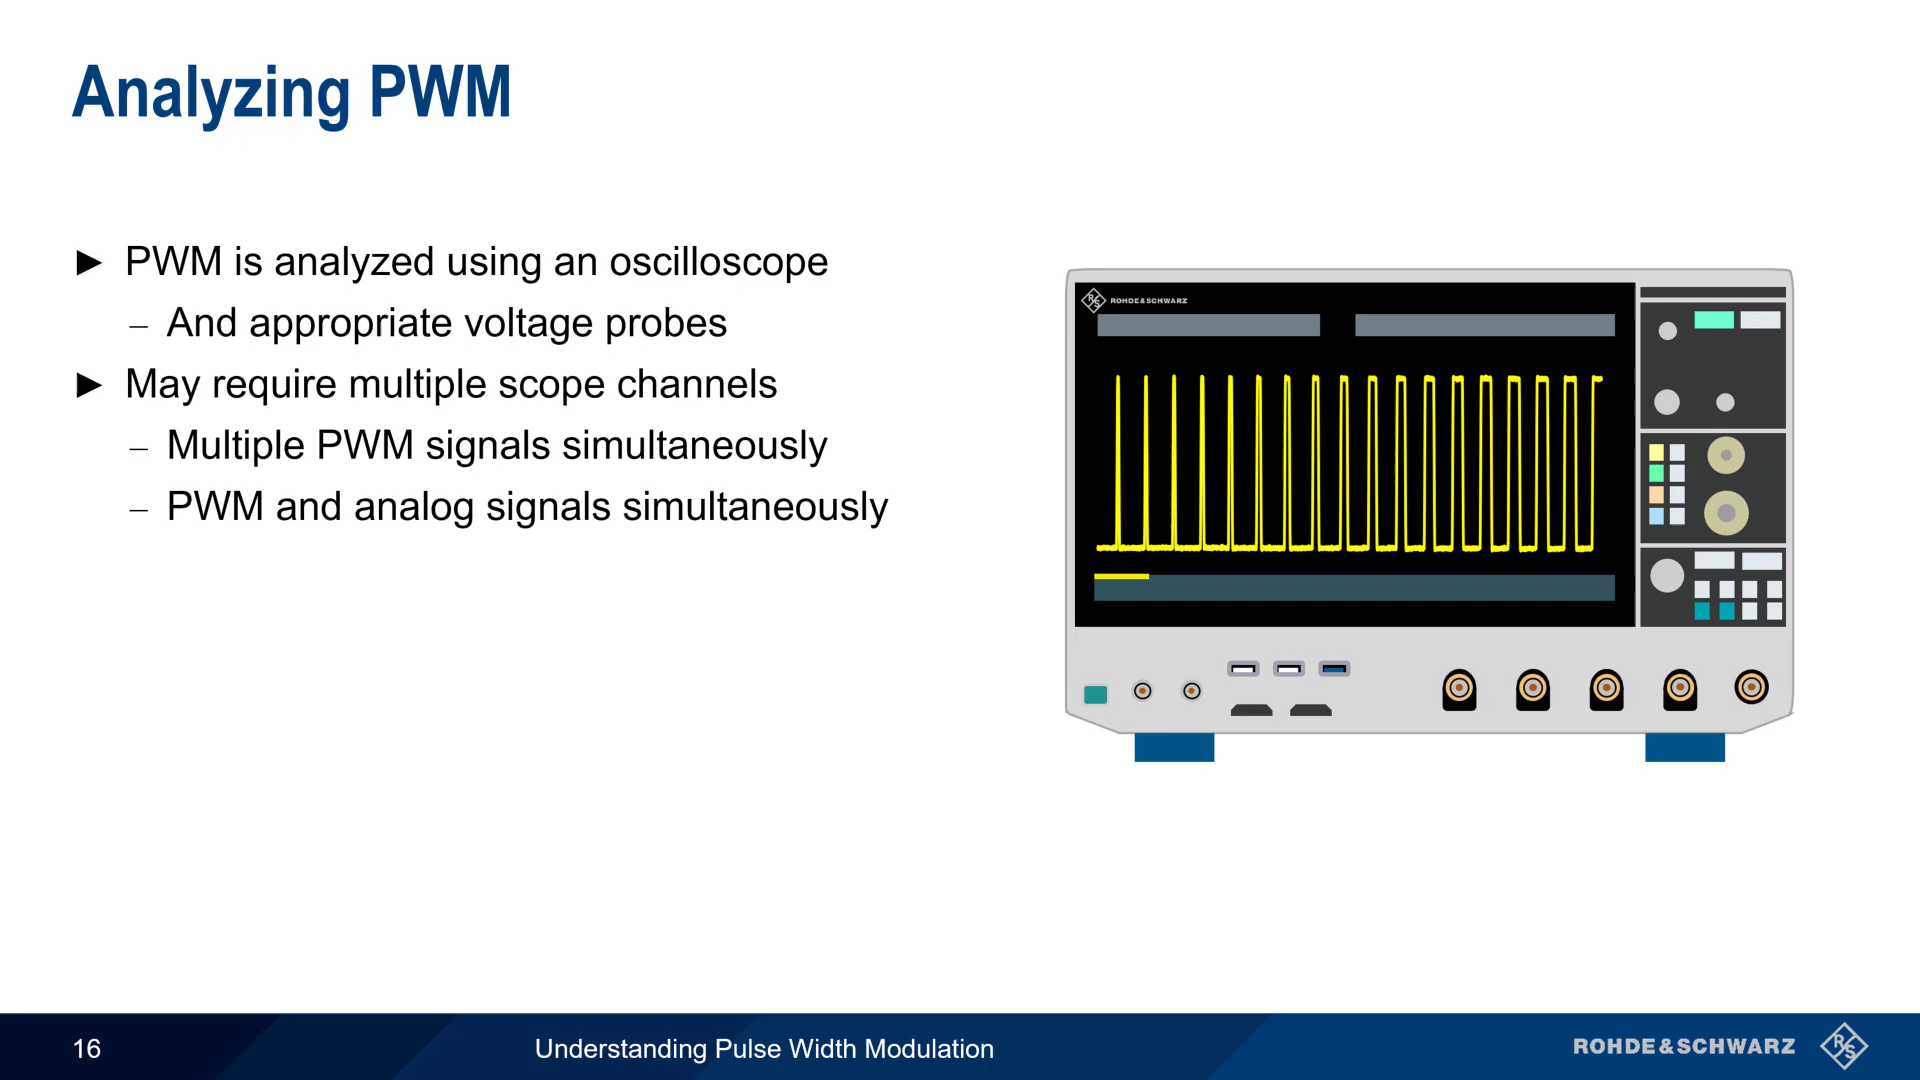 Analyzing PWM
► PWM is analyzed using an oscilloscope
– And appropriate voltage probes
► May require multiple scope channels
– Multiple PWM signals simultaneously
– PWM and analog signals simultaneously
R S ROHDE&SCHWARZ
16
Understanding Pulse Width Modulation
ROHDE&SCHWARZ R S